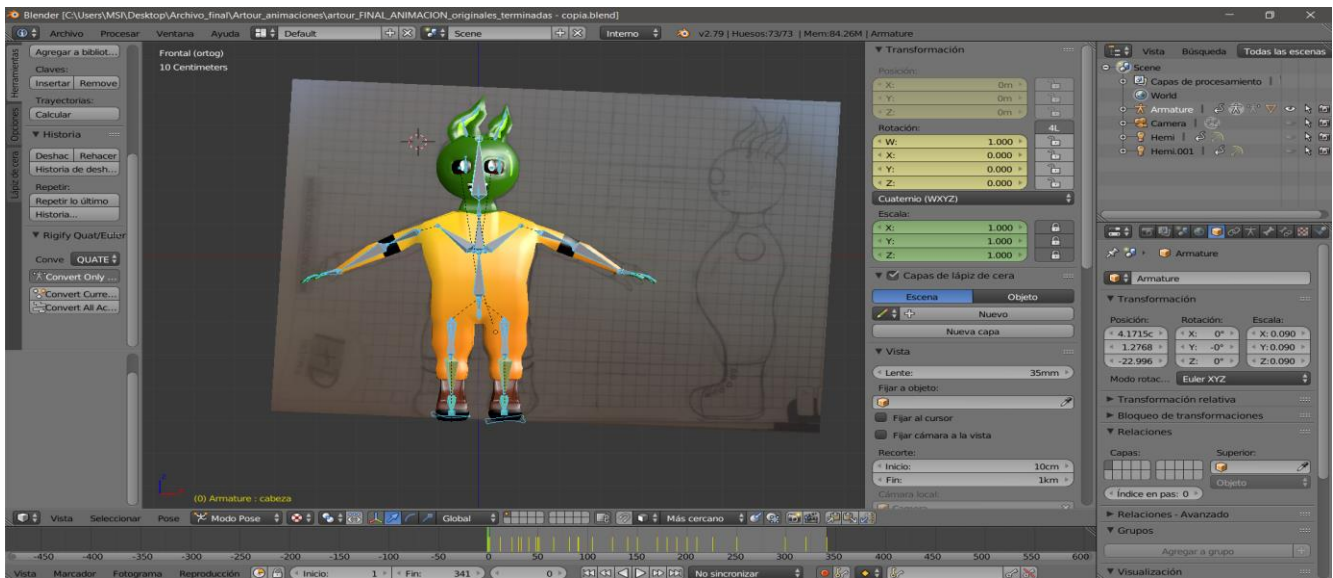 Blender [C:\Users\MSI\Desktop\Archivo_final\Artour_animaciones\artour_FINAL_ANIMACION_originales_terminadas - copia.blend]
Archivo Procesar Ventana Ayuda Default Scene Interno v2.79 | Huesos:73/73 | Mem:84.26M | Armature
Herramientas
Opciones
Lápiz de cera
Agregar a bibliot...
Claves:
Insertar Remove
Trayectorias:
Calcular
Historia
Deshac Rehacer
Historia de desh...
Repetir:
Repetir lo último
Historia...
Rigify Quat/Euler
Conve QUATE
Convert Only ...
Convert Curre...
Convert All Ac...
Frontal (ortog)
10 Centimeters
(0) Armature : cabeza
Transformación
Posición:
X: 0m
Y: 0m
Z: 0m
Rotación: 4L
W: 1.000
X: 0.000
Y: 0.000
Z: 0.000
Cuaternio (WXYZ)
Escala:
X: 1.000
Y: 1.000
Z: 1.000
Capas de lápiz de cera
Escena Objeto
Nuevo
Nueva capa
Vista
Lente: 35mm
Fijar a objeto:
Fijar al cursor
Fijar cámara a la vista
Recorte:
Inicio: 10cm
Fin: 1km
Cámara local:
Vista Búsqueda Todas las escenas
Scene
Capas de procesamiento
World
Armature
Camera
Hemi
Hemi.001
Armature
Armature
Transformación
Posición: Rotación: Escala:
4.1715c X: 0° X: 0.090
1.2768 Y: -0° Y: 0.090
-22.996 Z: 0° Z: 0.090
Modo rotac... Euler XYZ
Transformación relativa
Bloqueo de transformaciones
Relaciones
Capas: Superior:
Objeto
Índice en pas: 0
Relaciones - Avanzado
Grupos
Agregar a grupo
Visualización
Vista Seleccionar Pose Modo Pose Global Más cercano
-450 -400 -350 -300 -250 -200 -150 -100 -50 0 50 100 150 200 250 300 350 400 450 500 550 600
Vista Marcador Fotograma Reproducción Inicio: 1 Fin: 341 0 No sincronizar